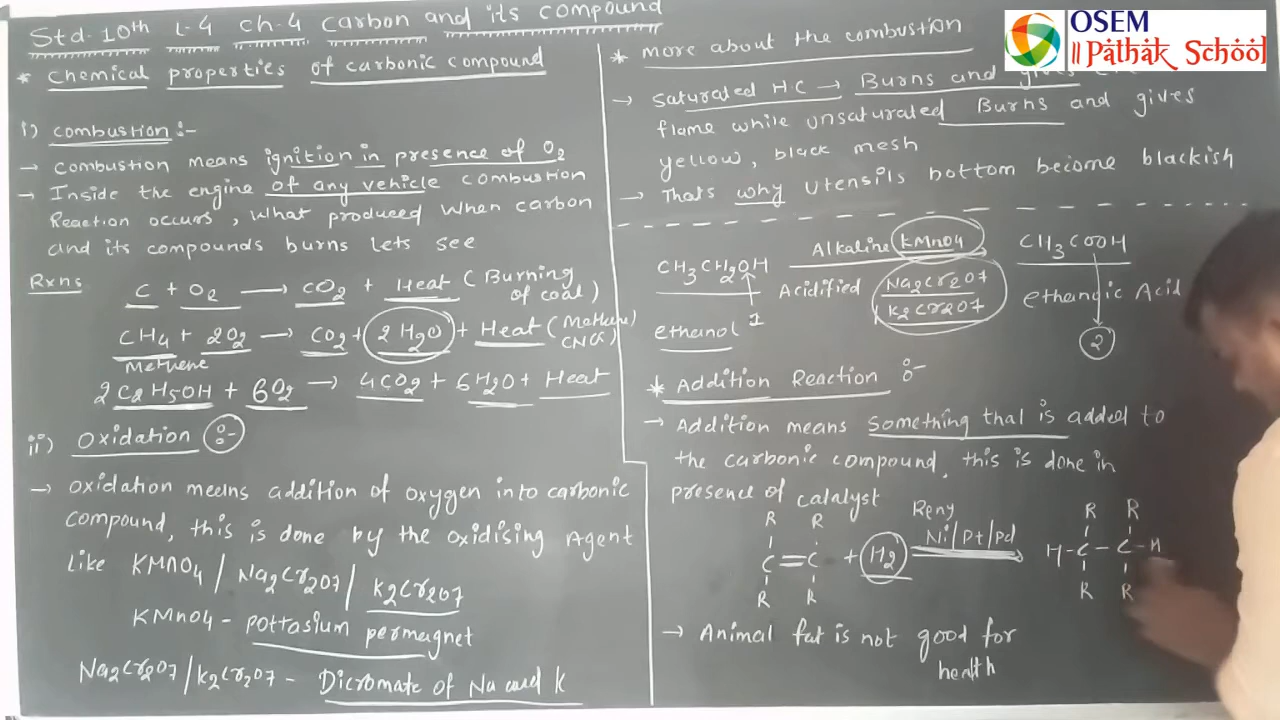 Std. 10th L-4 Ch-4 Carbon and its compound
* Chemical properties of carbonic compound
i) combustion :-
→ combustion means ignition in presence of O2
→ Inside the engine of any vehicle combustion
Reaction occurs, what produced when carbon
and its compounds burns lets see
Rxns
C + O2 → CO2 + Heat (Burning of coal)
CH4 + 2O2 → CO2 + 2H2O + Heat (Methene) CNG)
Methene
2C2H5OH + 6O2 → 4CO2 + 6H2O + Heat
ii) Oxidation :-
→ Oxidation meens addition of oxygen into carbonic
compound, this is done by the oxidising Agent
like KMnO4 / Na2Cr2O7 / K2Cr2O7
KMnO4 - pottasium permagnet
Na2Cr2O7/K2Cr2O7 - Dicromate of Na and K
* More about the combustion
→ Saturated H.C → Burns and gives
flame while unsaturated Burns and gives
yellow, black mesh
→ Thats why utensils bottom become blackish
CH3CH2OH Alkaline KMnO4 CH3COOH
Acidified Na2Cr2O7
K2Cr2O7
ethanol 1 ethanoic Acid
2
* Addition Reaction :-
→ Addition means something that is added to
the carbonic compound, this is done in
presence of catalyst
R R Reny R R
C = C + H2 Ni/Pt/Pd H-C-C-H
R R R R
→ Animal fat is not good for
health
OSEM
॥ Pathak School